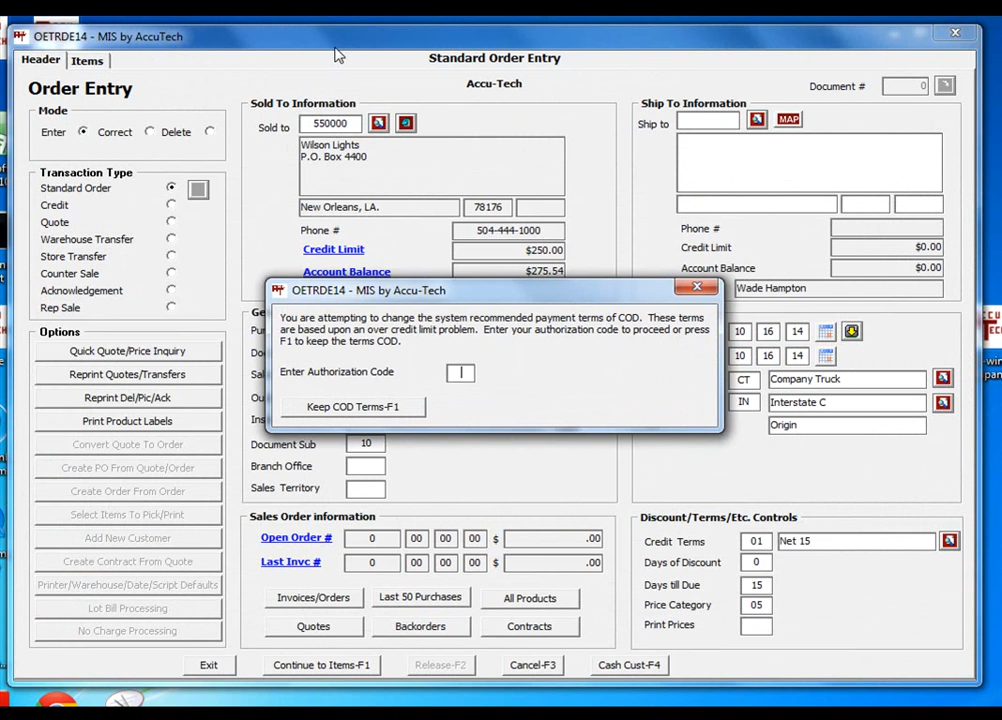 OETRDE14 - MIS by AccuTech
Header
Items
Standard Order Entry
Order Entry
Accu-Tech
Document #
0
Mode
Enter
Correct
Delete
Transaction Type
Standard Order
Credit
Quote
Warehouse Transfer
Store Transfer
Counter Sale
Acknowledgement
Rep Sale
Options
Quick Quote/Price Inquiry
Reprint Quotes/Transfers
Reprint Del/Pic/Ack
Print Product Labels
Convert Quote To Order
Create PO From Quote/Order
Create Order From Order
Select Items To Pick/Print
Add New Customer
Create Contract From Quote
Printer/Warehouse/Date/Script Defaults
Lot Bill Processing
No Charge Processing
Sold To Information
Sold to
550000
Wilson Lights
P.O. Box 4400
New Orleans, LA.
78176
Phone #
504-444-1000
Credit Limit
$250.00
Account Balance
$275.54
Ship To Information
Ship to
MAP
Phone #
Credit Limit
$0.00
Account Balance
$0.00
Wade Hampton
OETRDE14 - MIS by Accu-Tech
You are attempting to change the system recommended payment terms of COD. These terms
are based upon an over credit limit problem. Enter your authorization code to proceed or press
F1 to keep the terms COD.
Enter Authorization Code
Keep COD Terms-F1
10 16 14
10 16 14
CT
Company Truck
IN
Interstate C
Origin
Document Sub
10
Branch Office
Sales Territory
Sales Order information
Open Order #
0 00 00 00 $ .00
Last Invc #
0 00 00 00 $ .00
Invoices/Orders
Last 50 Purchases
All Products
Quotes
Backorders
Contracts
Discount/Terms/Etc. Controls
Credit Terms
01
Net 15
Days of Discount
0
Days till Due
15
Price Category
05
Print Prices
Exit
Continue to Items-F1
Release-F2
Cancel-F3
Cash Cust-F4